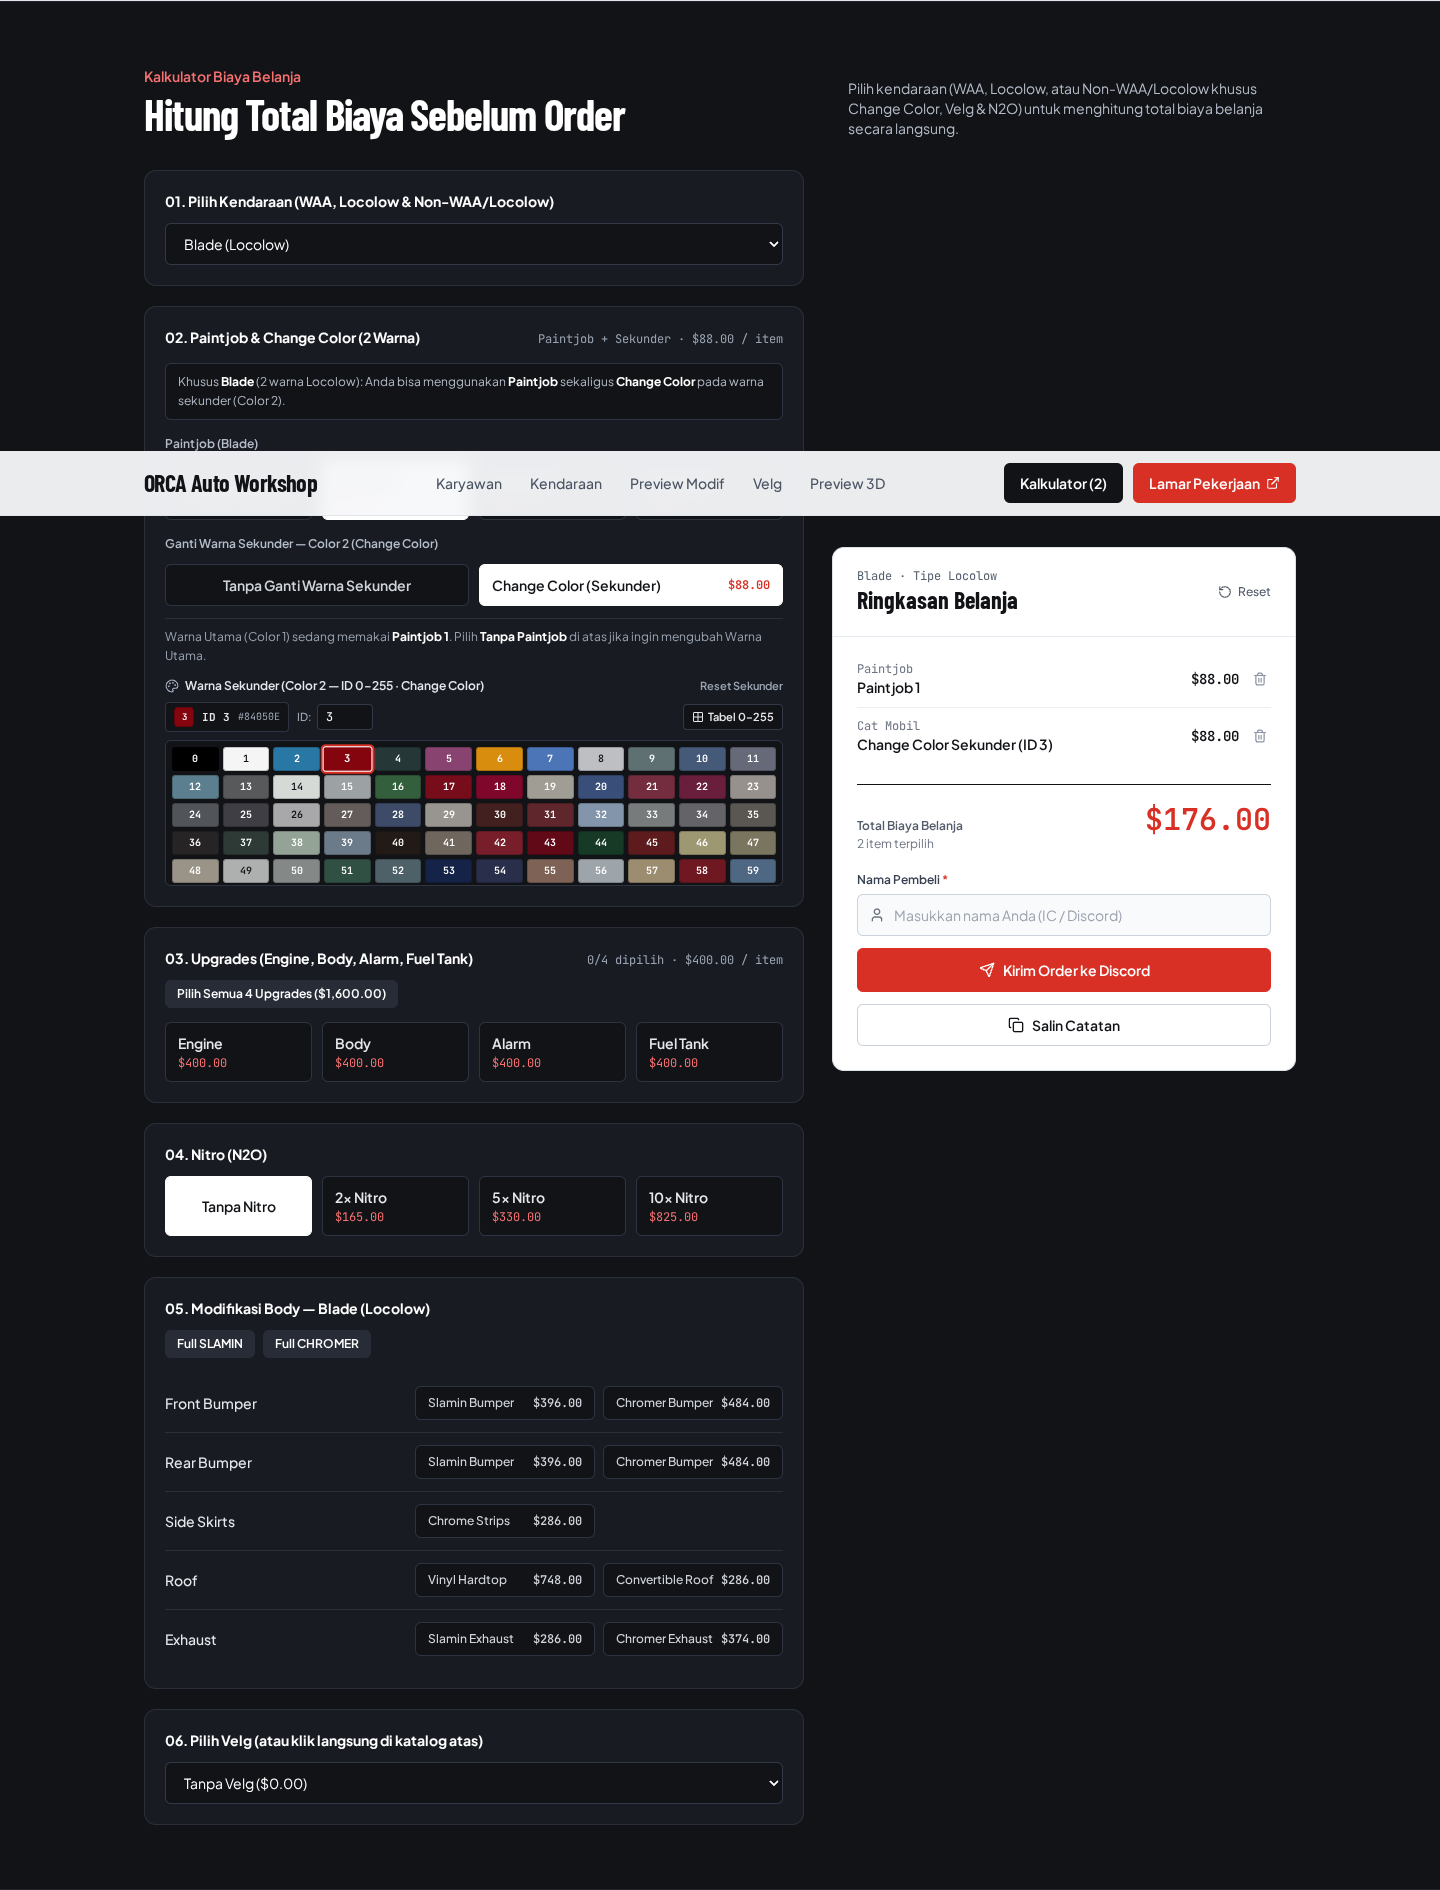 Kalkulator Biaya Belanja
Hitung Total Biaya Sebelum Order
Pilih kendaraan (WAA, Locolow, atau Non-WAA/Locolow khusus
Change Color, Velg & N2O) untuk menghitung total biaya belanja
secara langsung.
01. Pilih Kendaraan (WAA, Locolow & Non-WAA/Locolow)
Blade (Locolow)
02. Paintjob & Change Color (2 Warna)
Paintjob + Sekunder · $88.00 / item
Khusus Blade (2 warna Locolow): Anda bisa menggunakan Paintjob sekaligus Change Color pada warna
sekunder (Color 2).
Paintjob (Blade)
ORCA Auto Workshop
Karyawan
Kendaraan
Preview Modif
Velg
Preview 3D
Kalkulator (2)
Lamar Pekerjaan
Ganti Warna Sekunder — Color 2 (Change Color)
Tanpa Ganti Warna Sekunder
Change Color (Sekunder) $88.00
Warna Utama (Color 1) sedang memakai Paintjob 1. Pilih Tanpa Paintjob di atas jika ingin mengubah Warna
Utama.
Warna Sekunder (Color 2 — ID 0-255 · Change Color)
Reset Sekunder
3 ID 3 #84050E
ID: 3
Tabel 0-255
0 1 2 3 4 5 6 7 8 9 10 11
12 13 14 15 16 17 18 19 20 21 22 23
24 25 26 27 28 29 30 31 32 33 34 35
36 37 38 39 40 41 42 43 44 45 46 47
48 49 50 51 52 53 54 55 56 57 58 59
03. Upgrades (Engine, Body, Alarm, Fuel Tank)
0/4 dipilih · $400.00 / item
Pilih Semua 4 Upgrades ($1,600.00)
Engine
$400.00
Body
$400.00
Alarm
$400.00
Fuel Tank
$400.00
04. Nitro (N2O)
Tanpa Nitro
2x Nitro
$165.00
5x Nitro
$330.00
10x Nitro
$825.00
05. Modifikasi Body — Blade (Locolow)
Full SLAMIN
Full CHROMER
Front Bumper
Slamin Bumper $396.00
Chromer Bumper $484.00
Rear Bumper
Slamin Bumper $396.00
Chromer Bumper $484.00
Side Skirts
Chrome Strips $286.00
Roof
Vinyl Hardtop $748.00
Convertible Roof $286.00
Exhaust
Slamin Exhaust $286.00
Chromer Exhaust $374.00
06. Pilih Velg (atau klik langsung di katalog atas)
Tanpa Velg ($0.00)
Blade · Tipe Locolow
Ringkasan Belanja
Reset
Paintjob
Paintjob 1
$88.00
Cat Mobil
Change Color Sekunder (ID 3)
$88.00
Total Biaya Belanja
2 item terpilih
$176.00
Nama Pembeli *
Masukkan nama Anda (IC / Discord)
Kirim Order ke Discord
Salin Catatan